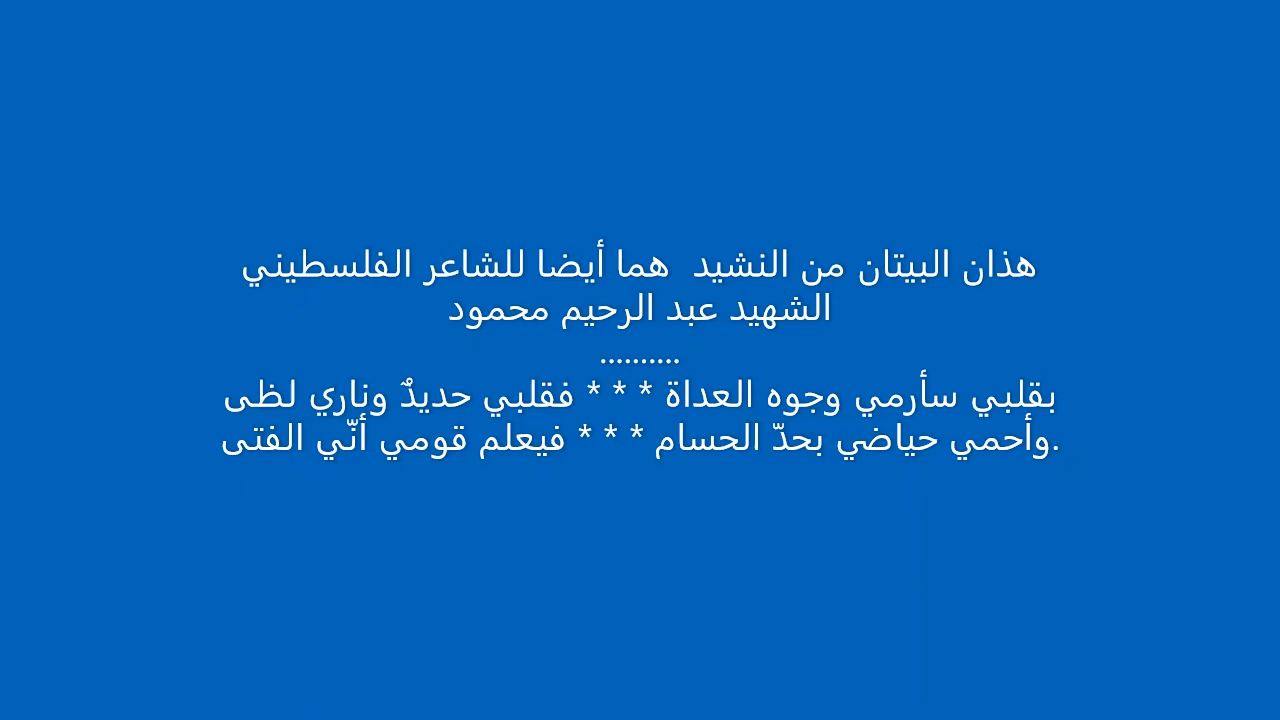 هذان البيتان من النشيد  هما أيضا للشاعر الفلسطيني
الشهيد عبد الرحيم محمود
..........
بقلبي سأرمي وجوه العداة * * * فقلبي حديدٌ وناري لظى
وأحمي حياضي بحدّ الحسام * * * فيعلم قومي أنّي الفتى.